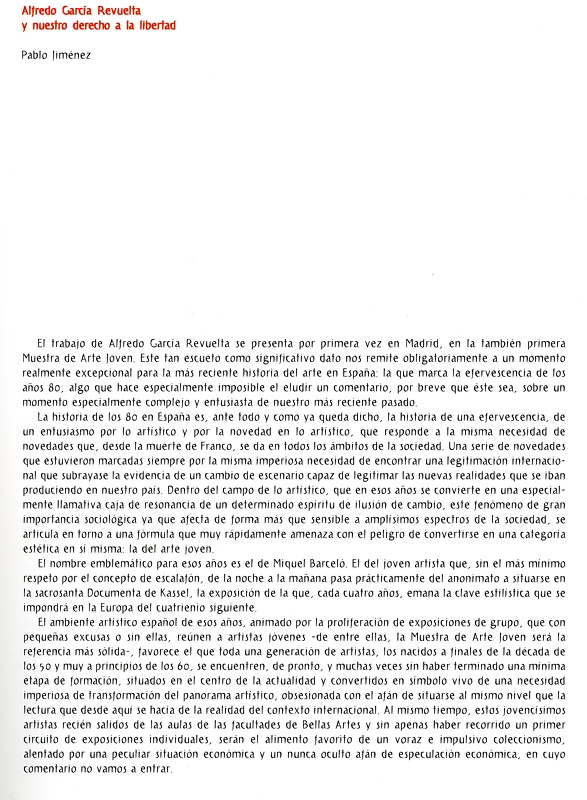 Alfredo García Revuelta
y nuestro derecho a la libertad
Pablo Jiménez
El trabajo de Alfredo García Revuelta se presenta por primera vez en Madrid, en la también primera
Muestra de Arte Joven. Este tan escueto como significativo dato nos remite obligatoriamente a un momento
realmente excepcional para la más reciente historia del arte en España: la que marca la efervescencia de los
años 80, algo que hace especialmente imposible el eludir un comentario, por breve que éste sea, sobre un
momento especialmente complejo y entusiasta de nuestro más reciente pasado.
La historia de los 80 en España es, ante todo y como ya queda dicho, la historia de una efervescencia, de
un entusiasmo por lo artístico y por la novedad en lo artístico, que responde a la misma necesidad de
novedades que, desde la muerte de Franco, se da en todos los ámbitos de la sociedad. Una serie de novedades
que estuvieron marcadas siempre por la misma imperiosa necesidad de encontrar una legitimación internacio-
nal que subrayase la evidencia de un cambio de escenario capaz de legitimar las nuevas realidades que se iban
produciendo en nuestro país. Dentro del campo de lo artístico, que en esos años se convierte en una especial-
mente llamativa caja de resonancia de un determinado espíritu de ilusión de cambio, este fenómeno de gran
importancia sociológica ya que afecta de forma más que sensible a amplísimos espectros de la sociedad, se
articula en torno a una fórmula que muy rápidamente amenaza con el peligro de convertirse en una categoría
estética en sí misma: la del arte joven.
El nombre emblemático para esos años es el de Miquel Barceló. El del joven artista que, sin el más mínimo
respeto por el concepto de escalafón, de la noche a la mañana pasa prácticamente del anonimato a situarse en
la sacrosanta Documenta de Kassel, la exposición de la que, cada cuatro años, emana la clave estilística que se
impondrá en la Europa del cuatrienio siguiente.
El ambiente artístico español de esos años, animado por la proliferación de exposiciones de grupo, que con
pequeñas excusas o sin ellas, reúnen a artistas jóvenes -de entre ellas, la Muestra de Arte Joven será la
referencia más sólida-, favorece el que toda una generación de artistas, los nacidos a finales de la década de
los 50 y muy a principios de los 60, se encuentren, de pronto, y muchas veces sin haber terminado una mínima
etapa de formación, situados en el centro de la actualidad y convertidos en símbolo vivo de una necesidad
imperiosa de transformación del panorama artístico, obsesionada con el afán de situarse al mismo nivel que la
lectura que desde aquí se hacía de la realidad del contexto internacional. Al mismo tiempo, estos jovencísimos
artistas recién salidos de las aulas de las facultades de Bellas Artes y sin apenas haber recorrido un primer
circuito de exposiciones individuales, serán el alimento favorito de un voraz e impulsivo coleccionismo,
alentado por una peculiar situación económica y un nunca oculto afán de especulación económica, en cuyo
comentario no vamos a entrar.